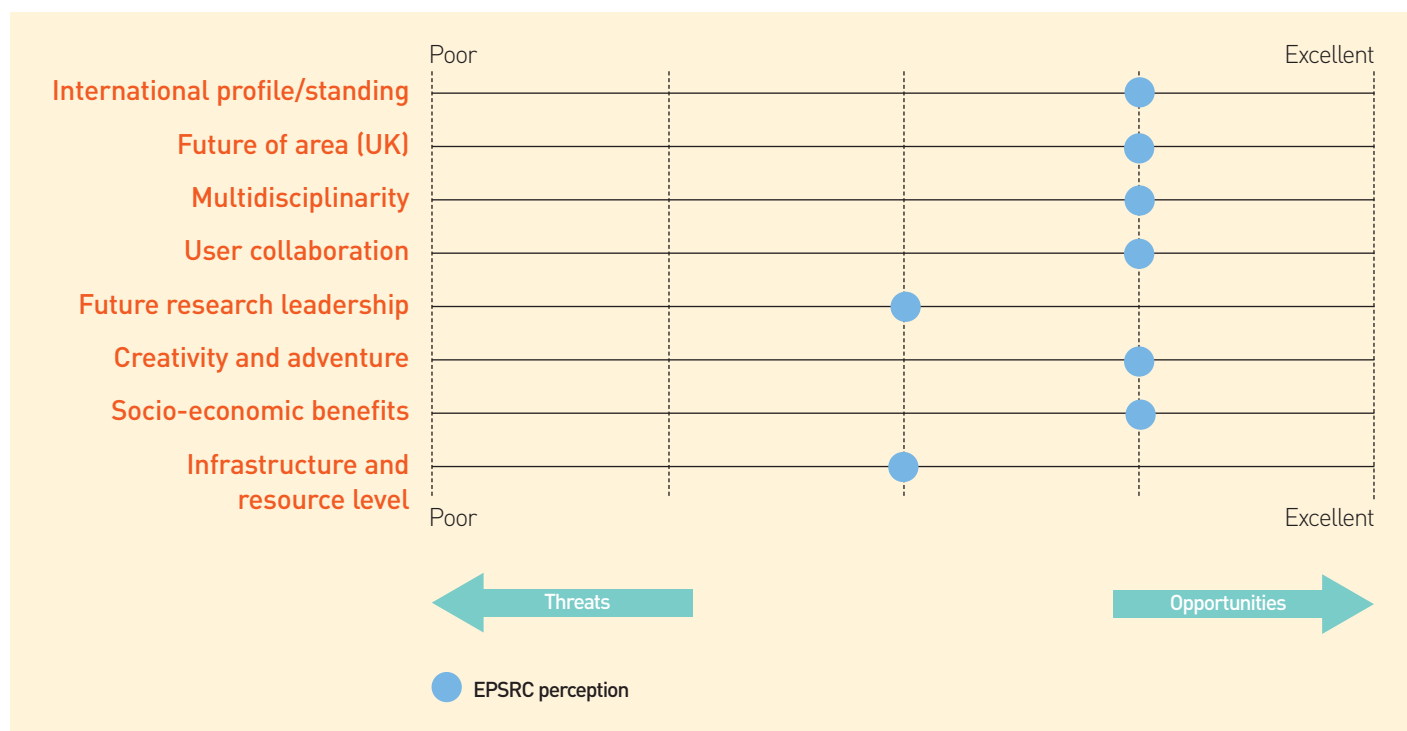 Poor
Excellent
International profile/standing
Future of area (UK)
Multidisciplinarity
User collaboration
Future research leadership
Creativity and adventure
Socio-economic benefits
Infrastructure and
resource level
Poor
Excellent
Threats
Opportunities
EPSRC perception